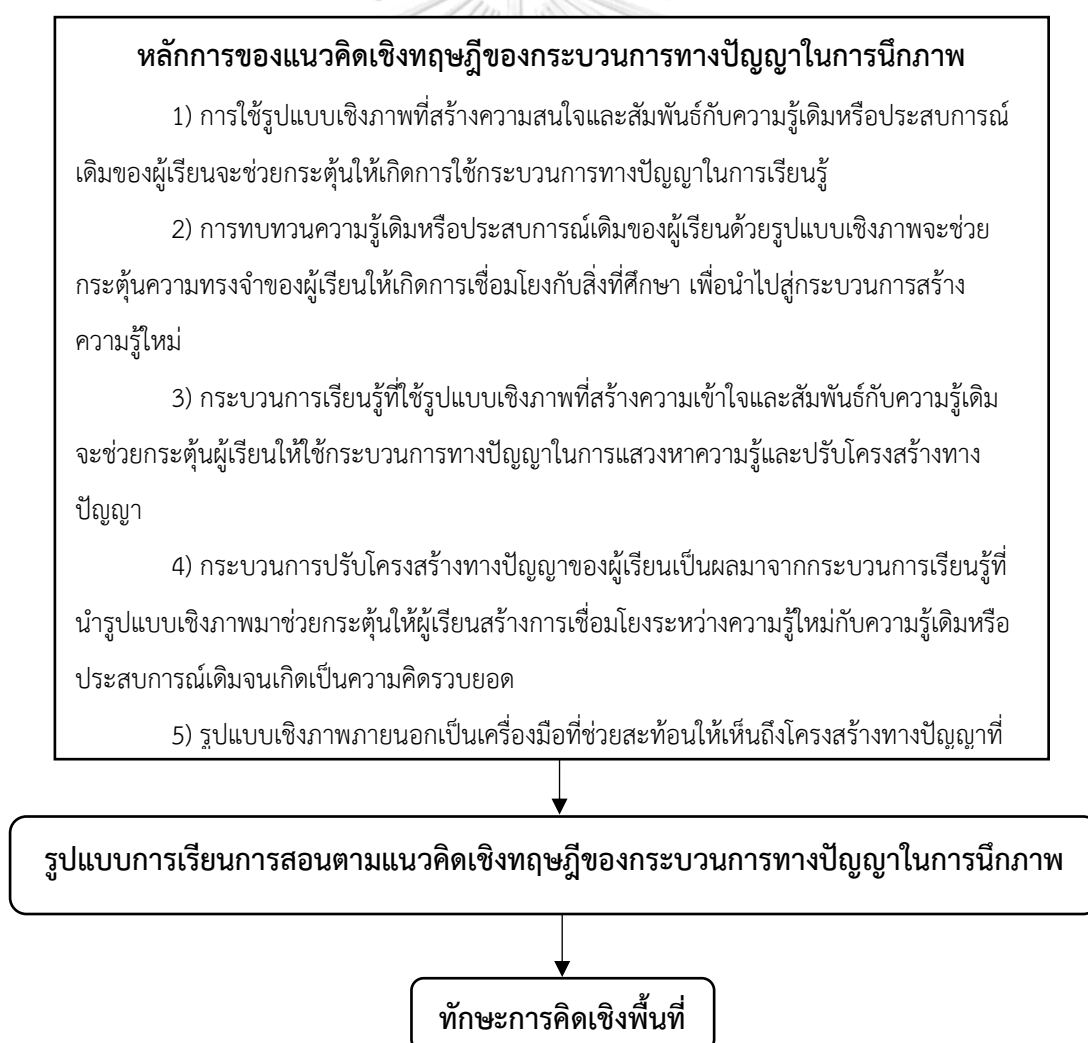 หลักการของแนวคิดเชิงทฤษฎีของกระบวนการทางปัญญาในการนึกภาพ
1) การใช้รูปแบบเชิงภาพที่สร้างความสนใจและสัมพันธ์กับความรู้เดิมหรือประสบการณ์
เดิมของผู้เรียนจะช่วยกระตุ้นให้เกิดการใช้กระบวนการทางปัญญาในการเรียนรู้
2) การทบทวนความรู้เดิมหรือประสบการณ์เดิมของผู้เรียนด้วยรูปแบบเชิงภาพจะช่วย
กระตุ้นความทรงจำของผู้เรียนให้เกิดการเชื่อมโยงกับสิ่งที่ศึกษา เพื่อนำไปสู่กระบวนการสร้าง
ความรู้ใหม่
3) กระบวนการเรียนรู้ที่ใช้รูปแบบเชิงภาพที่สร้างความเข้าใจและสัมพันธ์กับความรู้เดิม
จะช่วยกระตุ้นผู้เรียนให้ใช้กระบวนการทางปัญญาในการแสวงหาความรู้และปรับโครงสร้างทาง
ปัญญา
4) กระบวนการปรับโครงสร้างทางปัญญาของผู้เรียนเป็นผลมาจากกระบวนการเรียนรู้ที่
นำรูปแบบเชิงภาพมาช่วยกระตุ้นให้ผู้เรียนสร้างการเชื่อมโยงระหว่างความรู้ใหม่กับความรู้เดิมหรือ
ประสบการณ์เดิมจนเกิดเป็นความคิดรวบยอด
5) รูปแบบเชิงภาพภายนอกเป็นเครื่องมือที่ช่วยสะท้อนให้เห็นถึงโครงสร้างทางปัญญาที่
รูปแบบการเรียนการสอนตามแนวคิดเชิงทฤษฎีของกระบวนการทางปัญญาในการนึกภาพ
ทักษะการคิดเชิงพื้นที่